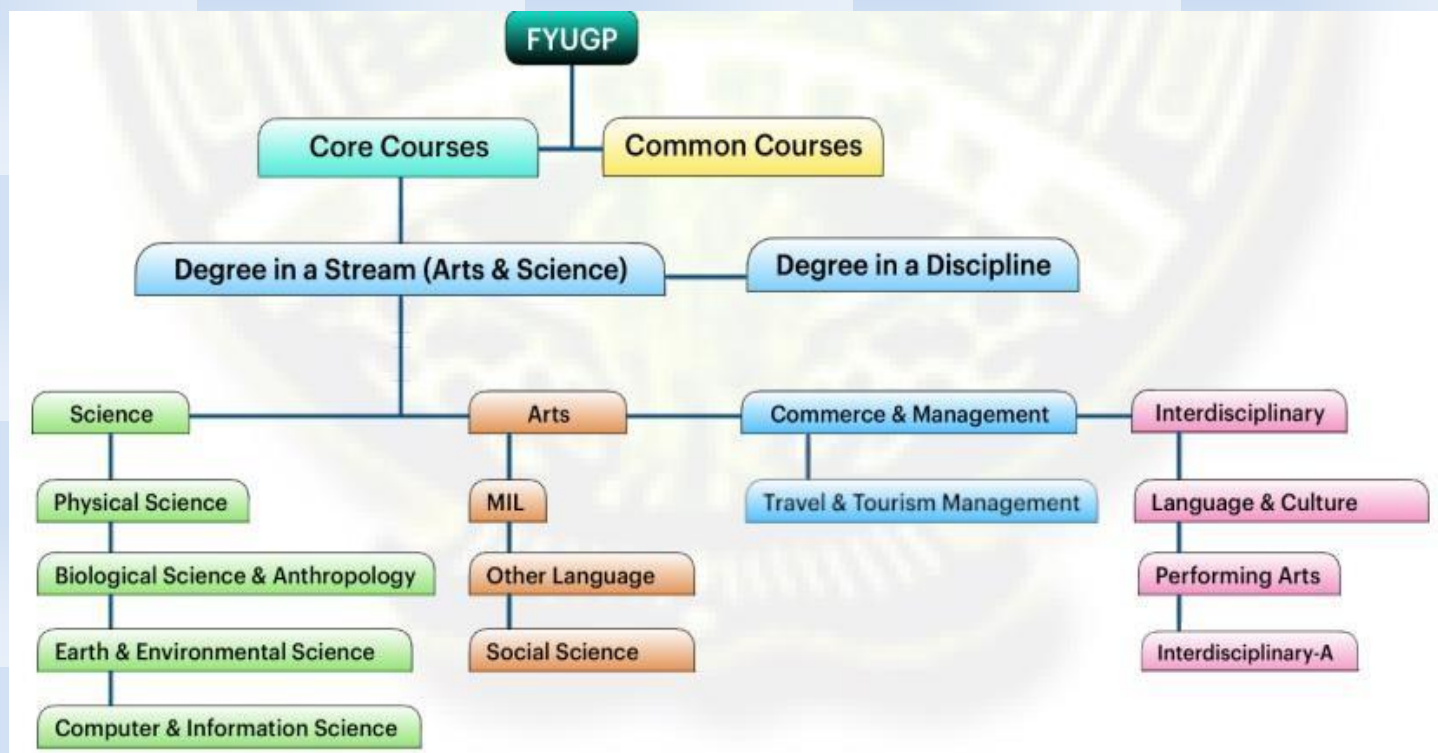 FYUGP
Core Courses
Common Courses
Degree in a Stream (Arts & Science)
Degree in a Discipline
Science
Arts
Commerce & Management
Interdisciplinary
Physical Science
MIL
Travel & Tourism Management
Language & Culture
Biological Science & Anthropology
Other Language
Performing Arts
Earth & Environmental Science
Social Science
Interdisciplinary-A
Computer & Information Science